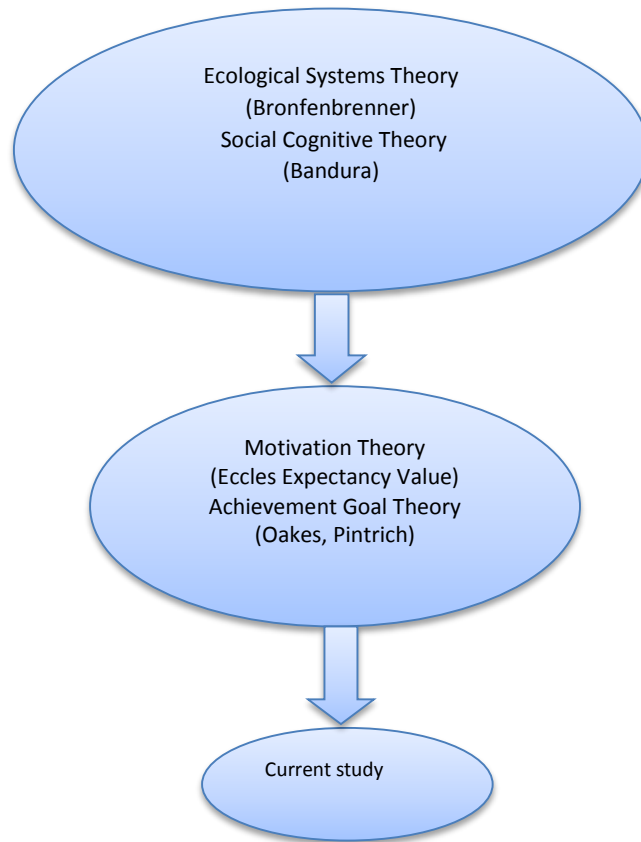 Ecological Systems Theory
(Bronfenbrenner)
Social Cognitive Theory
(Bandura)
Motivation Theory
(Eccles Expectancy Value)
Achievement Goal Theory
(Oakes, Pintrich)
Current study